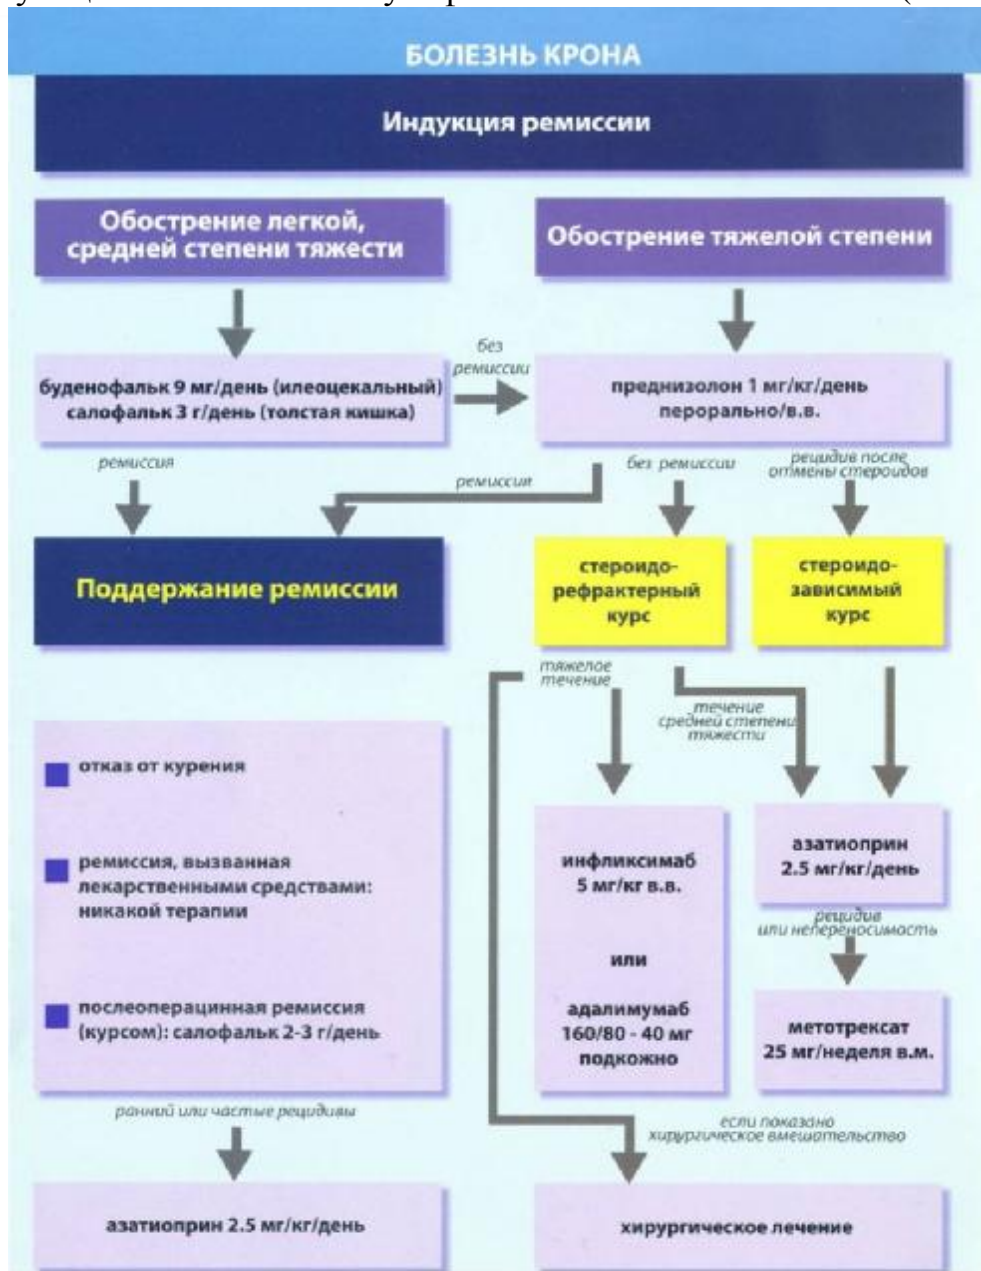 БОЛЕЗНЬ КРОНА
Индукция ремиссии
Обострение легкой,
средней степени тяжести
Обострение тяжелой степени
буденофальк 9 мг/день (илеоцекальный)
салофальк 3 г/день (толстая кишка)
без
ремиссии
преднизолон 1 мг/кг/день
перорально/в.в.
ремиссия
ремиссия
без ремиссии
рецидив после
отмены стероидов
Поддержание ремиссии
стероидо-
рефрактерный
курс
стероидо-
зависимый
курс
тяжелое
течение
течение
средней степени
тяжести
отказ от курения
ремиссия, вызванная
лекарственными средствами:
никакой терапии
послеоперацинная ремиссия
(курсом): салофальк 2-3 г/день
инфликсимаб
5 мг/кг в.в.
или
адалимумаб
160/80 - 40 мг
подкожно
азатиоприн
2.5 мг/кг/день
рецидив
или непереносимость
метотрексат
25 мг/неделя в.м.
ранний или частые рецидивы
если показано
хирургическое вмешательство
азатиоприн 2.5 мг/кг/день
хирургическое лечение